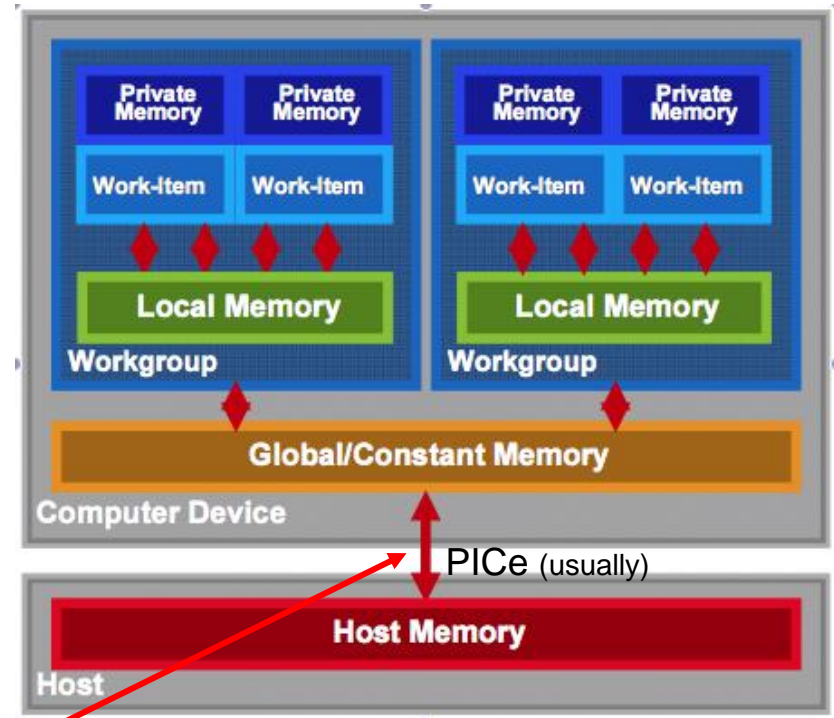 Private Memory
Private Memory
Private Memory
Private Memory
Work-Item
Work-Item
Work-Item
Work-Item
Local Memory
Local Memory
Workgroup
Workgroup
Global/Constant Memory
Computer Device
PICe (usually)
Host Memory
Host